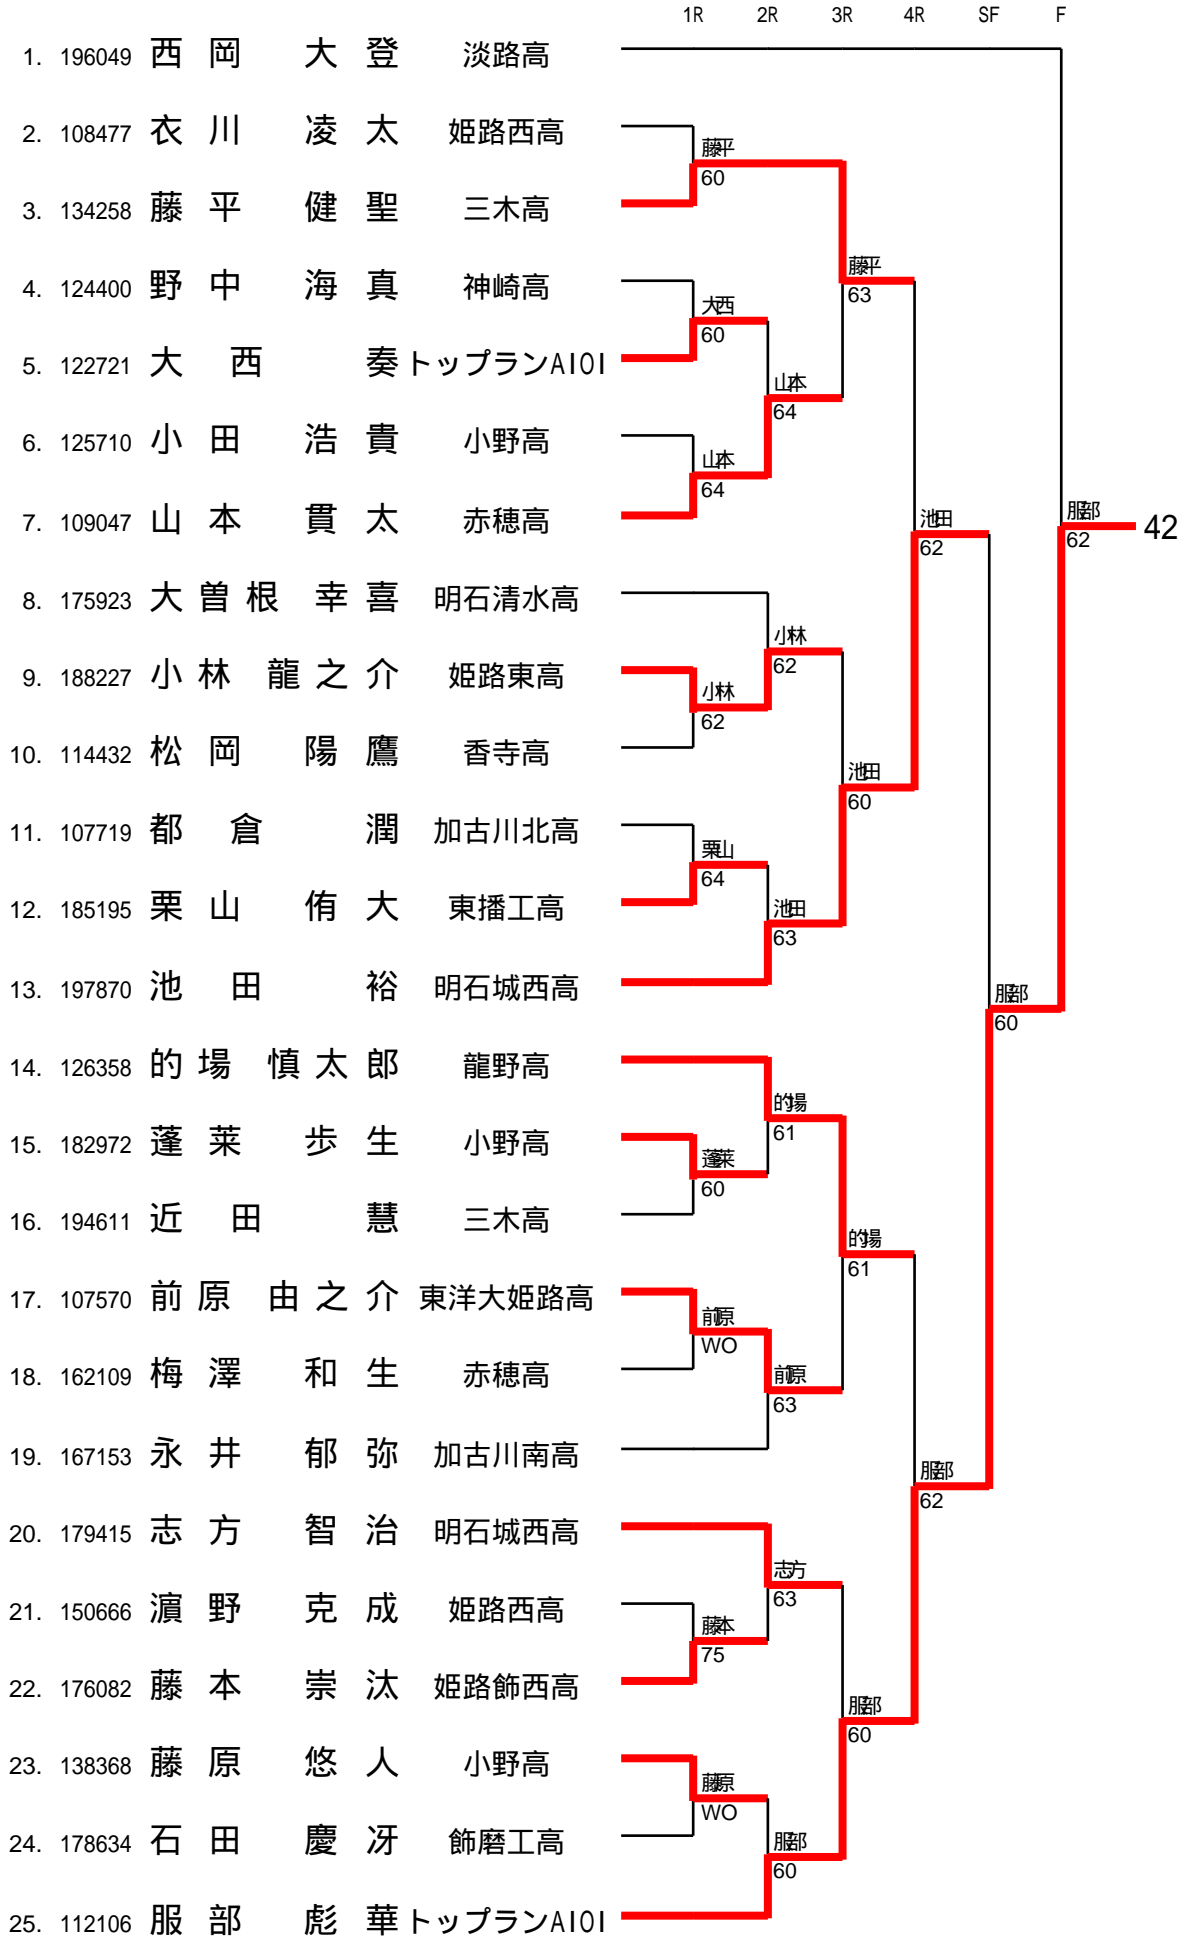 1R 2R 3R 4R SF F
1. 196049 西岡 大登 淡路高
2. 108477 衣川 凌太 姫路西高
藤平
60
3. 134258 藤平 健聖 三木高
藤平
63
4. 124400 野中 海真 神崎高
大西
60
5. 122721 大西 奏 トップランAIOI
山本
64
6. 125710 小田 浩貴 小野高
山本
64
7. 109047 山本 貫太 赤穂高
池田
62
服部
62
42
8. 175923 大曽根 幸喜 明石清水高
小林
62
9. 188227 小林 龍之介 姫路東高
小林
62
10. 114432 松岡 陽鷹 香寺高
池田
60
11. 107719 都倉 潤 加古川北高
栗山
64
12. 185195 栗山 侑大 東播工高
池田
63
13. 197870 池田 裕 明石城西高
服部
60
14. 126358 的場 慎太郎 龍野高
的場
61
15. 182972 蓬莱 歩生 小野高
蓬莱
60
16. 194611 近田 慧 三木高
的場
61
17. 107570 前原 由之介 東洋大姫路高
前原
WO
18. 162109 梅澤 和生 赤穂高
前原
63
19. 167153 永井 郁弥 加古川南高
服部
62
20. 179415 志方 智治 明石城西高
志方
63
21. 150666 濵野 克成 姫路西高
藤本
75
22. 176082 藤本 崇汰 姫路飾西高
服部
60
23. 138368 藤原 悠人 小野高
藤原
WO
24. 178634 石田 慶冴 飾磨工高
服部
60
25. 112106 服部 彪華 トップランAIOI